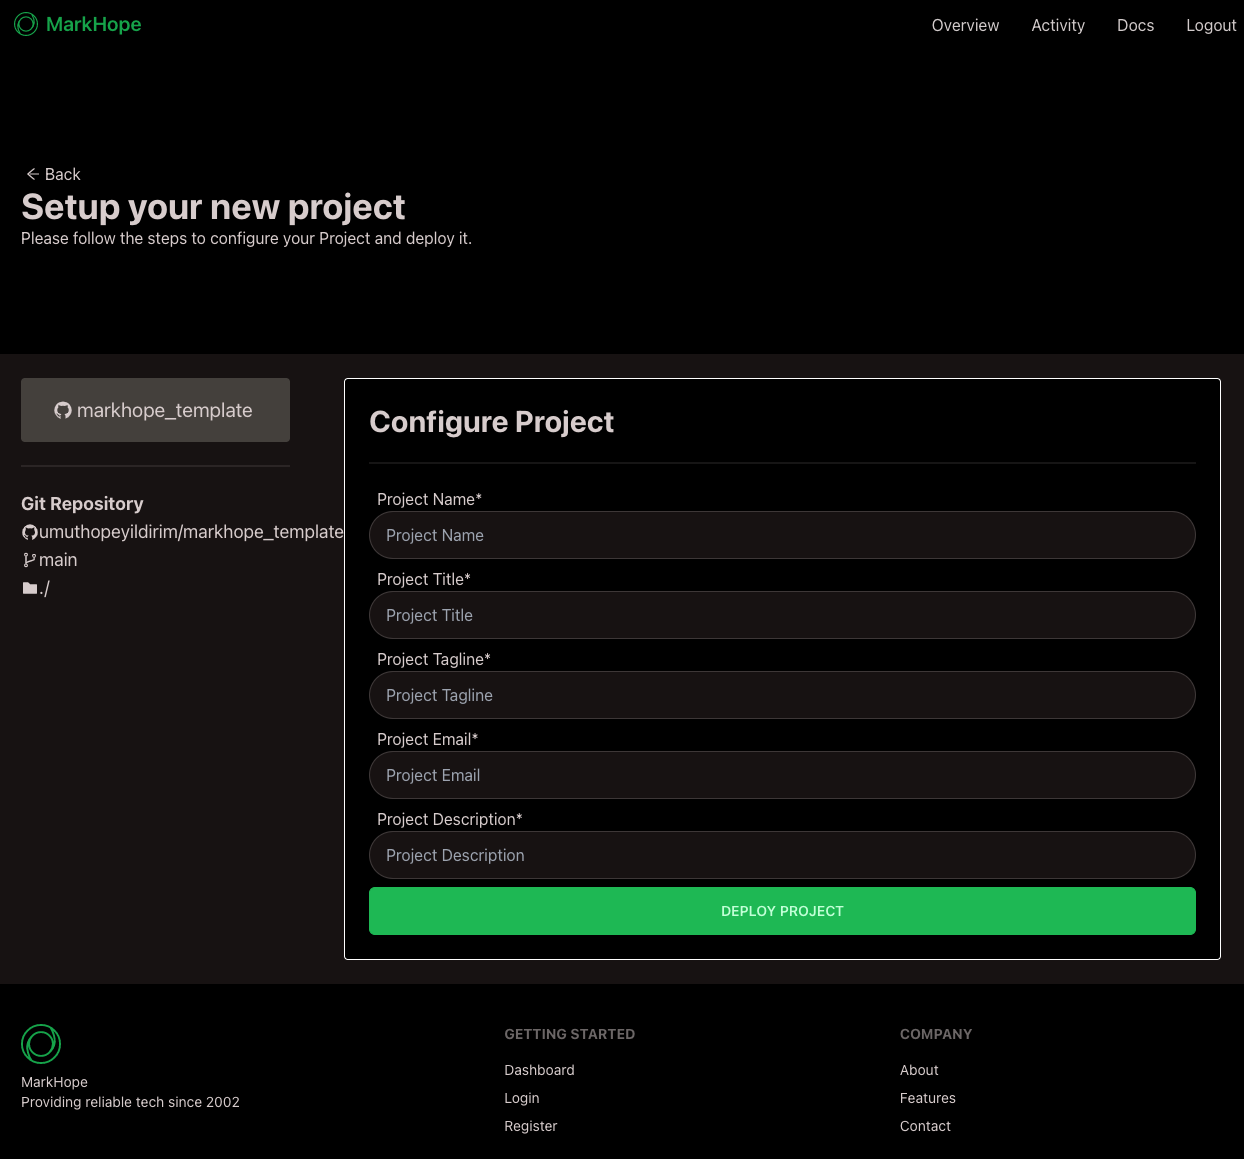 MarkHope
Overview
Activity
Docs
Logout
Back
Setup your new project
Please follow the steps to configure your Project and deploy it.
markhope_template
Git Repository
umuthopeyildirim/markhope_template
main
./
Configure Project
Project Name*
Project Name
Project Title*
Project Title
Project Tagline*
Project Tagline
Project Email*
Project Email
Project Description*
Project Description
DEPLOY PROJECT
MarkHope
Providing reliable tech since 2002
GETTING STARTED
Dashboard
Login
Register
COMPANY
About
Features
Contact